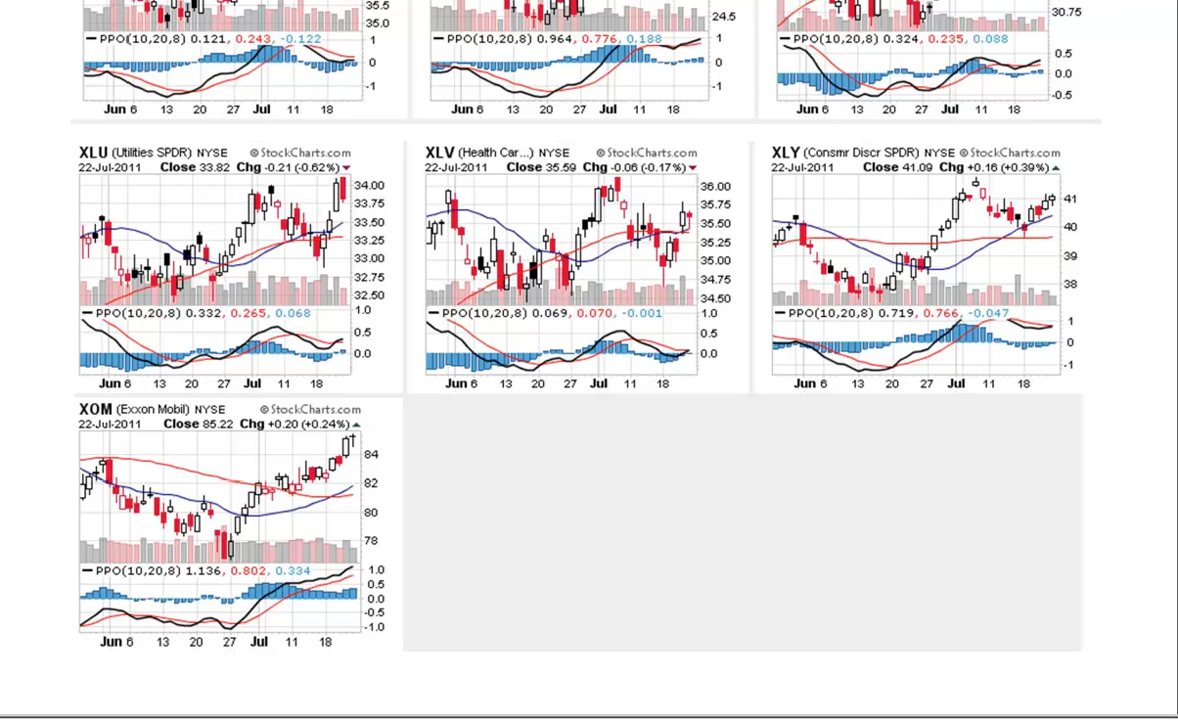 35.5
35.0
24.5
30.75
PPO(10,20,8) 0.121, 0.243, -0.122
1
0
-1
Jun 6 13 20 27 Jul 11 18
PPO(10,20,8) 0.964, 0.776, 0.188
1
0
-1
Jun 6 13 20 27 Jul 11 18
PPO(10,20,8) 0.324, 0.235, 0.088
0.5
0.0
-0.5
Jun 6 13 20 27 Jul 11 18
XLU (Utilities SPDR) NYSE © StockCharts.com
22-Jul-2011 Close 33.82 Chg -0.21 (-0.62%)
34.00
33.75
33.50
33.25
33.00
32.75
32.50
PPO(10,20,8) 0.332, 0.265, 0.068
1.0
0.5
0.0
Jun 6 13 20 27 Jul 11 18
XLV (Health Car...) NYSE © StockCharts.com
22-Jul-2011 Close 35.59 Chg -0.06 (-0.17%)
36.00
35.75
35.50
35.25
35.00
34.75
34.50
PPO(10,20,8) 0.069, 0.070, -0.001
1.0
0.5
0.0
Jun 6 13 20 27 Jul 11 18
XLY (Consmr Discr SPDR) NYSE © StockCharts.com
22-Jul-2011 Close 41.09 Chg +0.16 (+0.39%)
41
40
39
38
PPO(10,20,8) 0.719, 0.766, -0.047
1
0
-1
Jun 6 13 20 27 Jul 11 18
XOM (Exxon Mobil) NYSE © StockCharts.com
22-Jul-2011 Close 85.22 Chg +0.20 (+0.24%)
84
82
80
78
PPO(10,20,8) 1.136, 0.802, 0.334
1.0
0.5
0.0
-0.5
-1.0
Jun 6 13 20 27 Jul 11 18